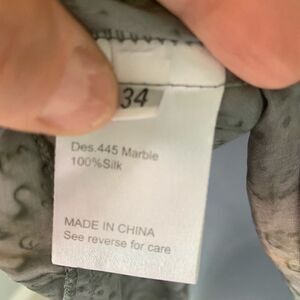 34
Des.445 Marble
100%Silk
MADE IN CHINA
See reverse for care